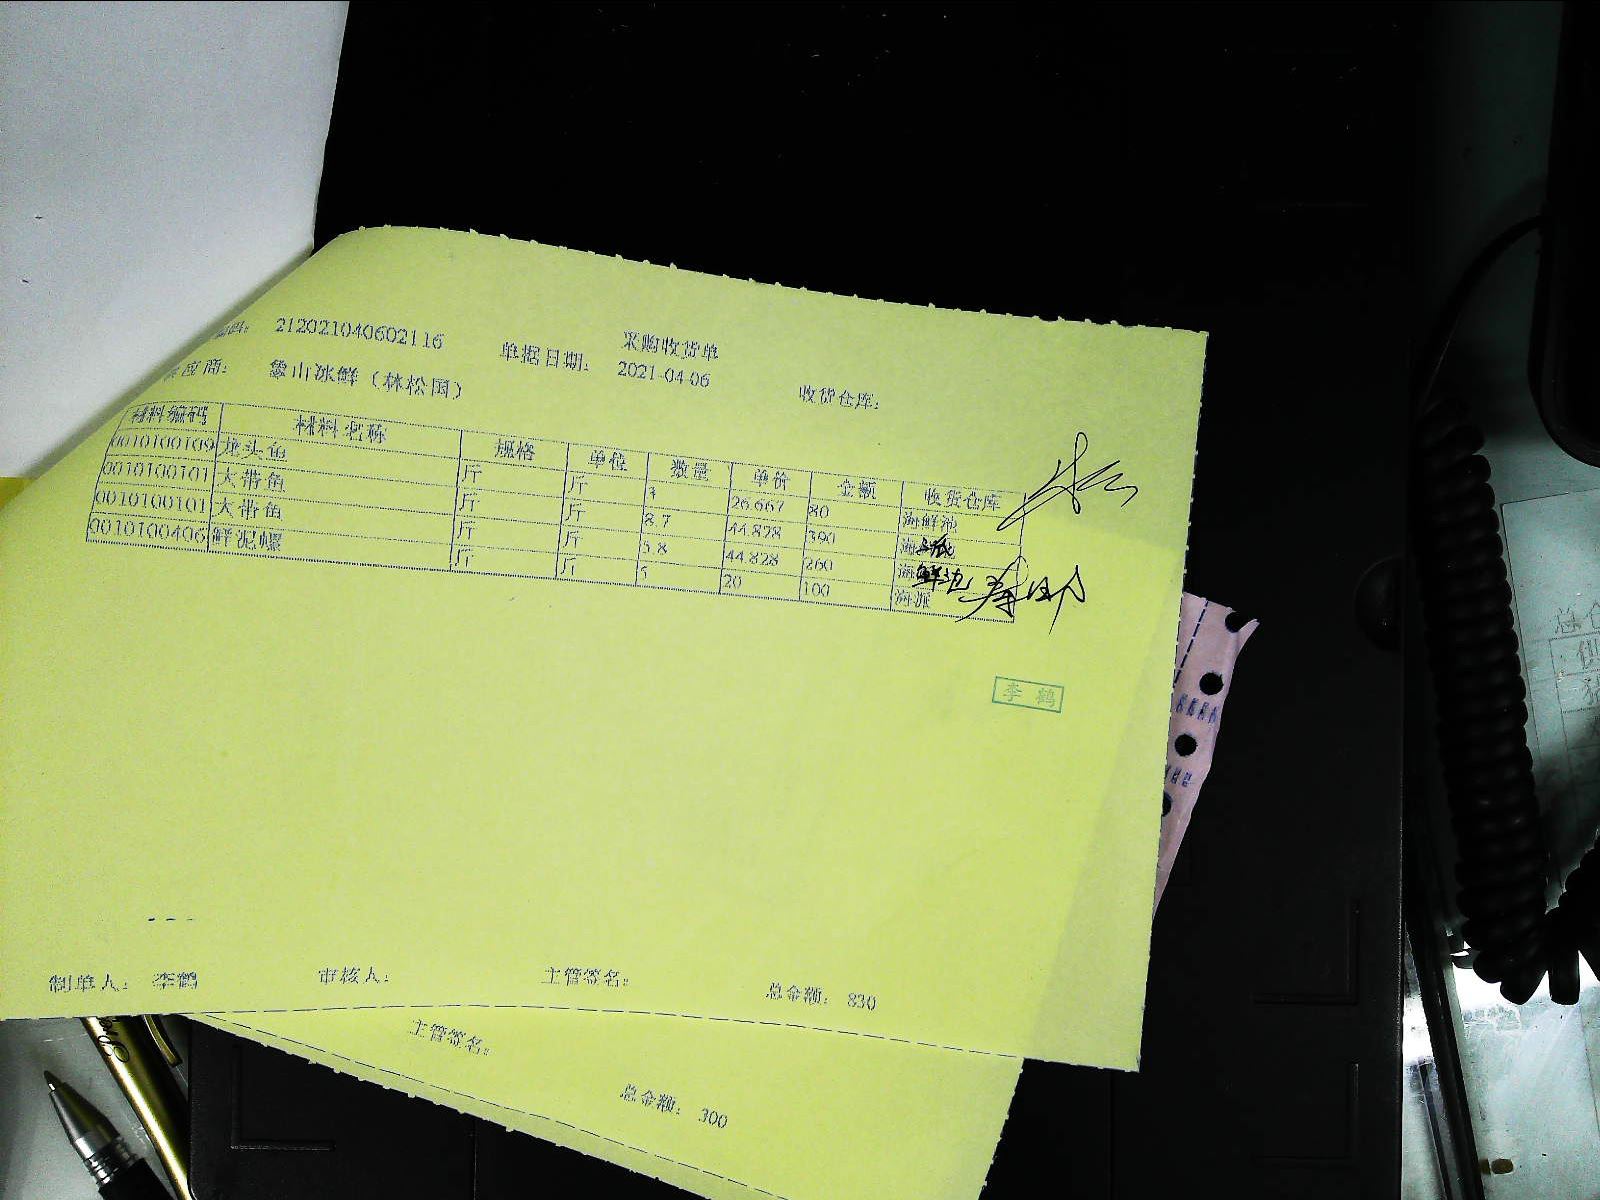 采购收货单
212021040602116 单据日期: 2021-04-06 收货仓库:
应商: 象山冰鲜(林松国)
材料编码 材料名称 规格 单位 数量 单价 金额 收货仓库
0010100109 龙头鱼 斤 斤 3 26.667 80 海鲜池
0010100101 大带鱼 斤 斤 8.7 44.828 390 海
0010100101 大带鱼 斤 斤 5.8 44.828 260 海鲜池
0010100406 鲜泥螺 斤 斤 5 20 100 海派
李鹤
制单人: 李鹤 审核人: 主管签名: 总金额: 830
主管签名:
总金额: 300